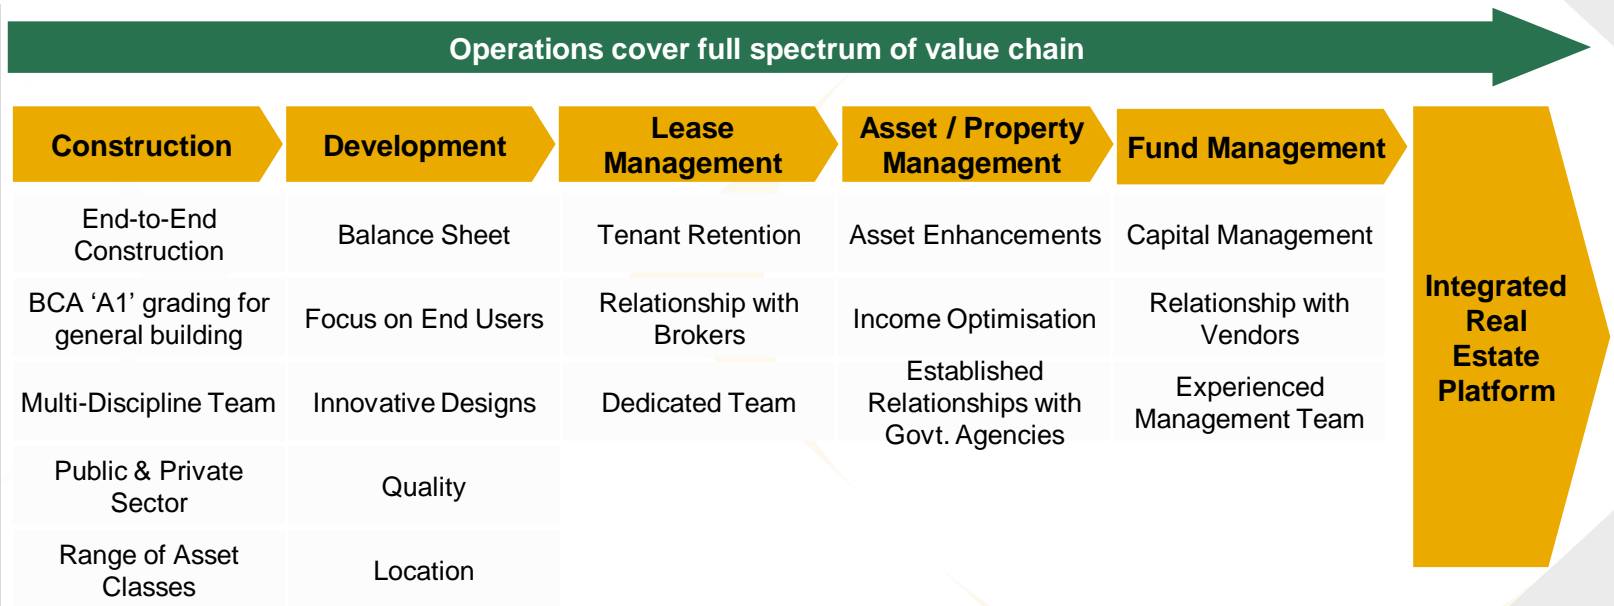 Operations cover full spectrum of value chain
Construction
Development
Lease
Management
Asset / Property
Management
Fund Management
End-to-End
Construction
Balance Sheet
Tenant Retention
Asset Enhancements
Capital Management
BCA ‘A1’ grading for
general building
Focus on End Users
Relationship with
Brokers
Income Optimisation
Relationship with
Vendors
Multi-Discipline Team
Innovative Designs
Dedicated Team
Established
Relationships with
Govt. Agencies
Experienced
Management Team
Public & Private
Sector
Quality
Range of Asset
Classes
Location
Integrated
Real
Estate
Platform